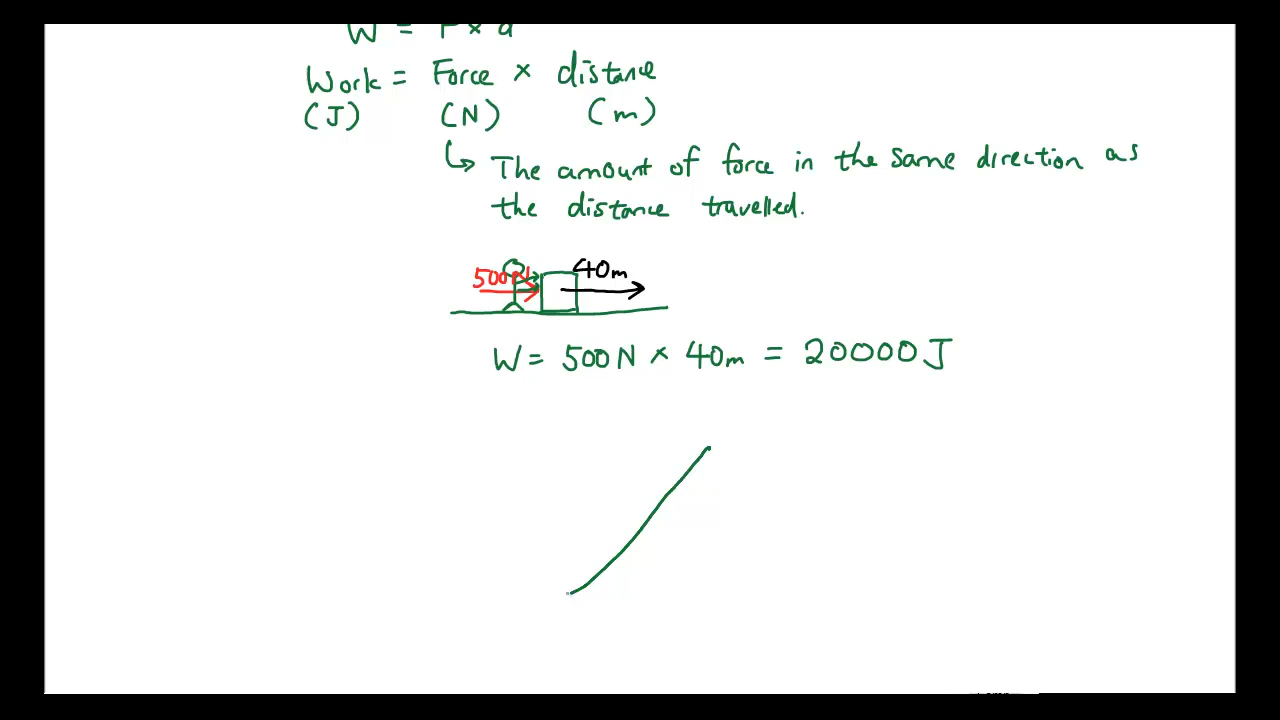 W = F × d
Work = Force × distance
(J) (N) (m)
↳ The amount of force in the same direction as
the distance travelled.
500N 40m
W = 500N × 40m = 20000J